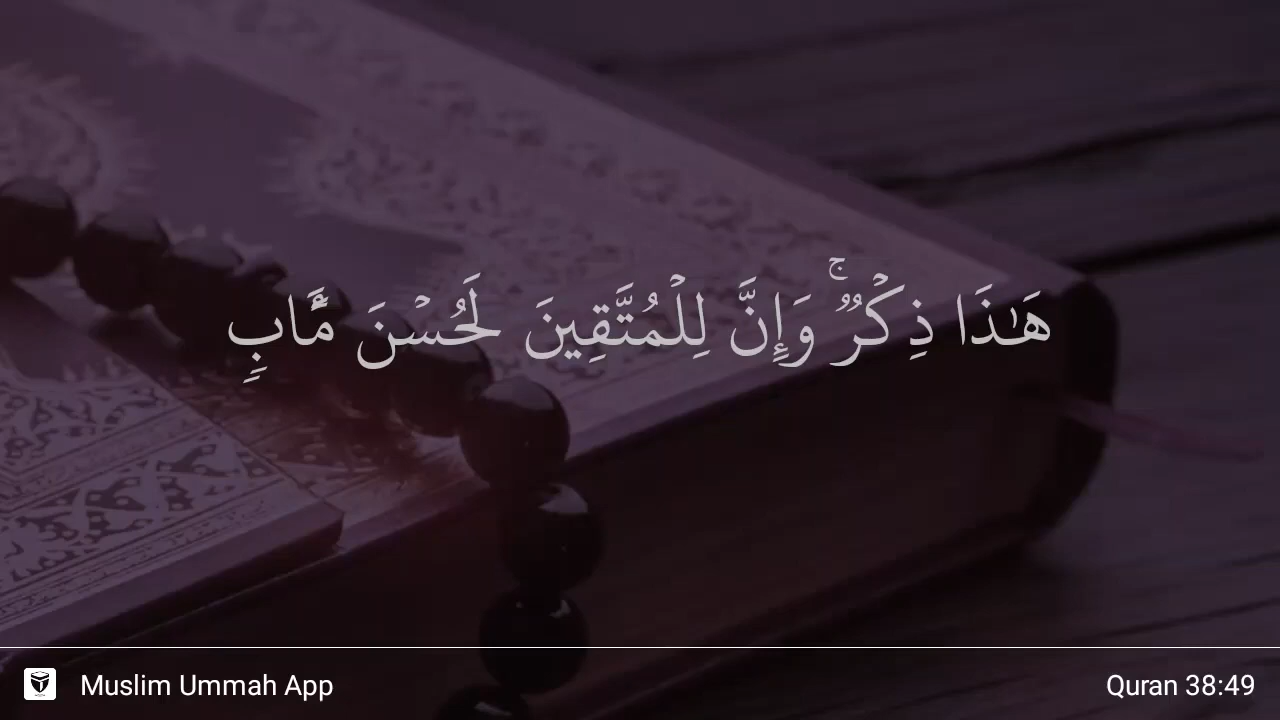 هَـٰذَا ذِكْرٌ ۚ وَإِنَّ لِلْمُتَّقِينَ لَحُسْنَ مَـَٔابٍ
Muslim Ummah App
Quran 38:49